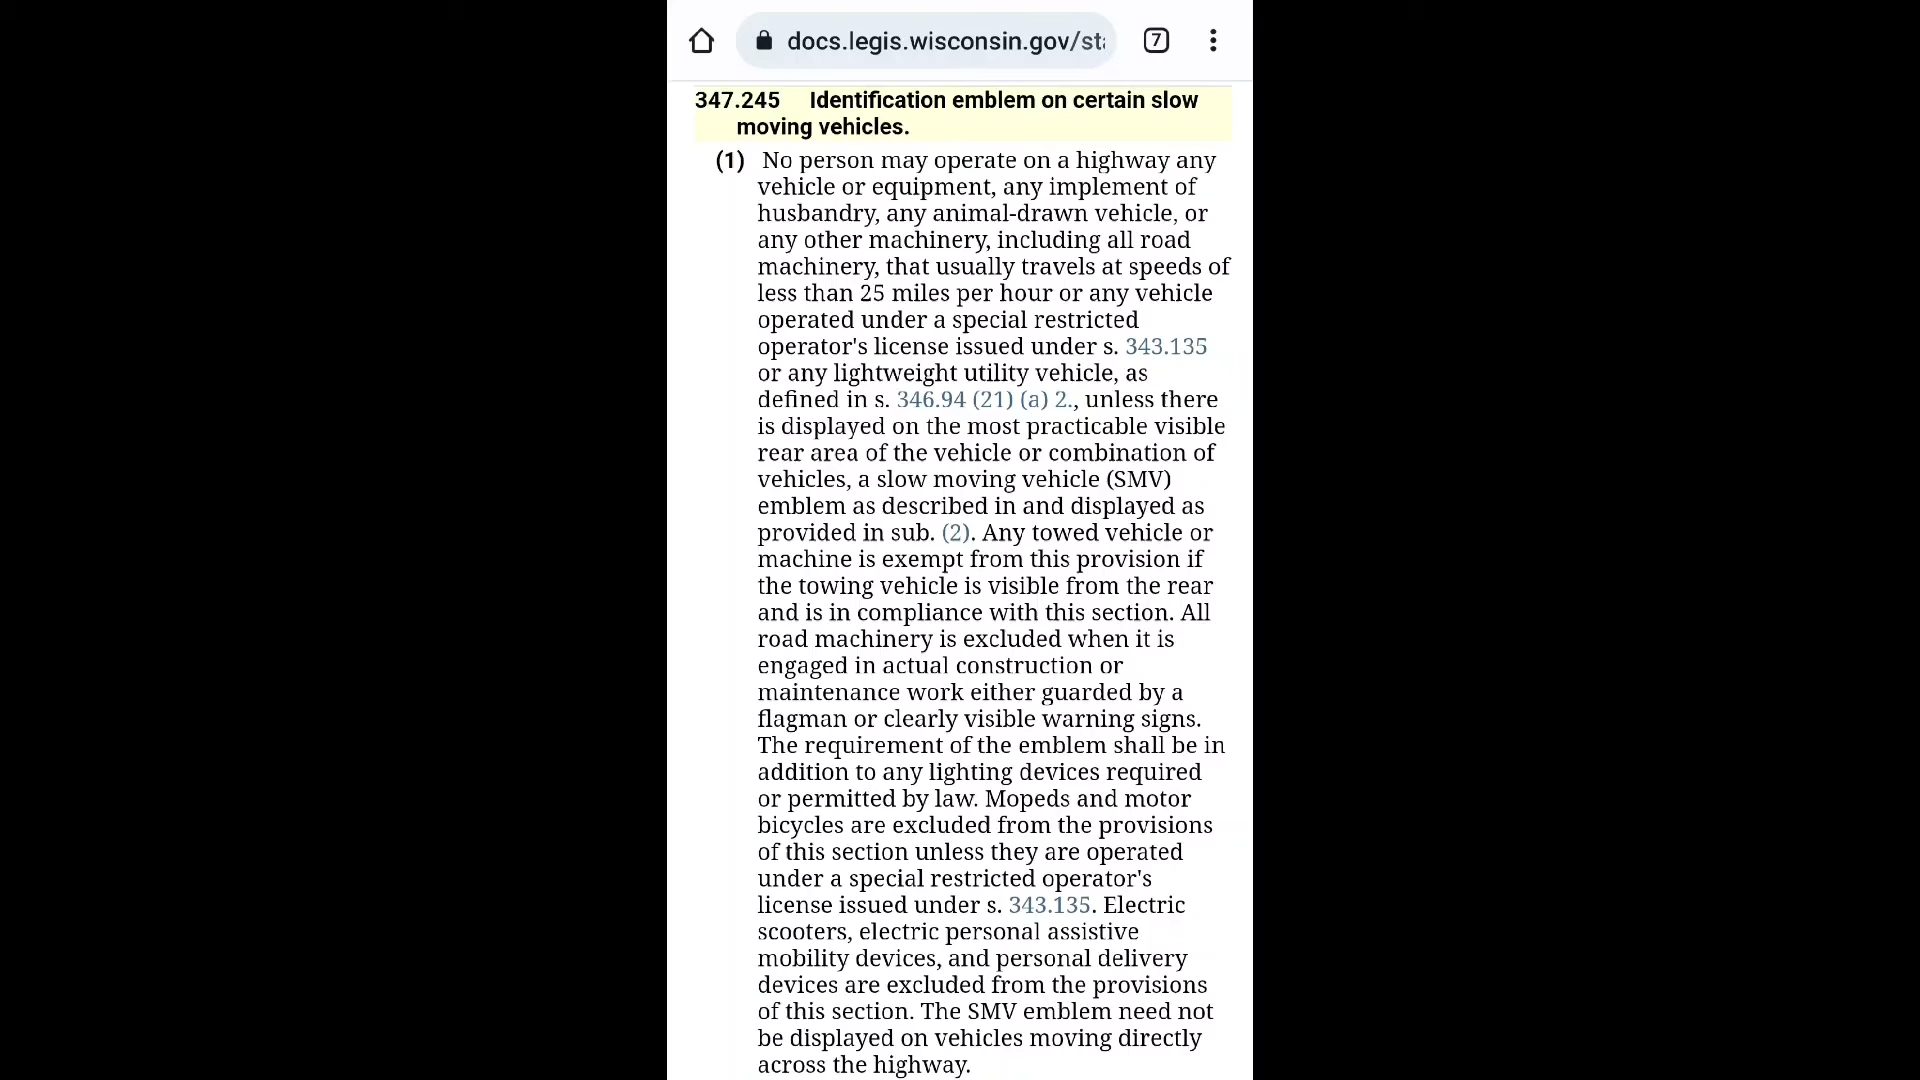 docs.legis.wisconsin.gov/sta
7
347.245 Identification emblem on certain slow
moving vehicles.
(1) No person may operate on a highway any
vehicle or equipment, any implement of
husbandry, any animal-drawn vehicle, or
any other machinery, including all road
machinery, that usually travels at speeds of
less than 25 miles per hour or any vehicle
operated under a special restricted
operator's license issued under s. 343.135
or any lightweight utility vehicle, as
defined in s. 346.94 (21) (a) 2., unless there
is displayed on the most practicable visible
rear area of the vehicle or combination of
vehicles, a slow moving vehicle (SMV)
emblem as described in and displayed as
provided in sub. (2). Any towed vehicle or
machine is exempt from this provision if
the towing vehicle is visible from the rear
and is in compliance with this section. All
road machinery is excluded when it is
engaged in actual construction or
maintenance work either guarded by a
flagman or clearly visible warning signs.
The requirement of the emblem shall be in
addition to any lighting devices required
or permitted by law. Mopeds and motor
bicycles are excluded from the provisions
of this section unless they are operated
under a special restricted operator's
license issued under s. 343.135. Electric
scooters, electric personal assistive
mobility devices, and personal delivery
devices are excluded from the provisions
of this section. The SMV emblem need not
be displayed on vehicles moving directly
across the highway.